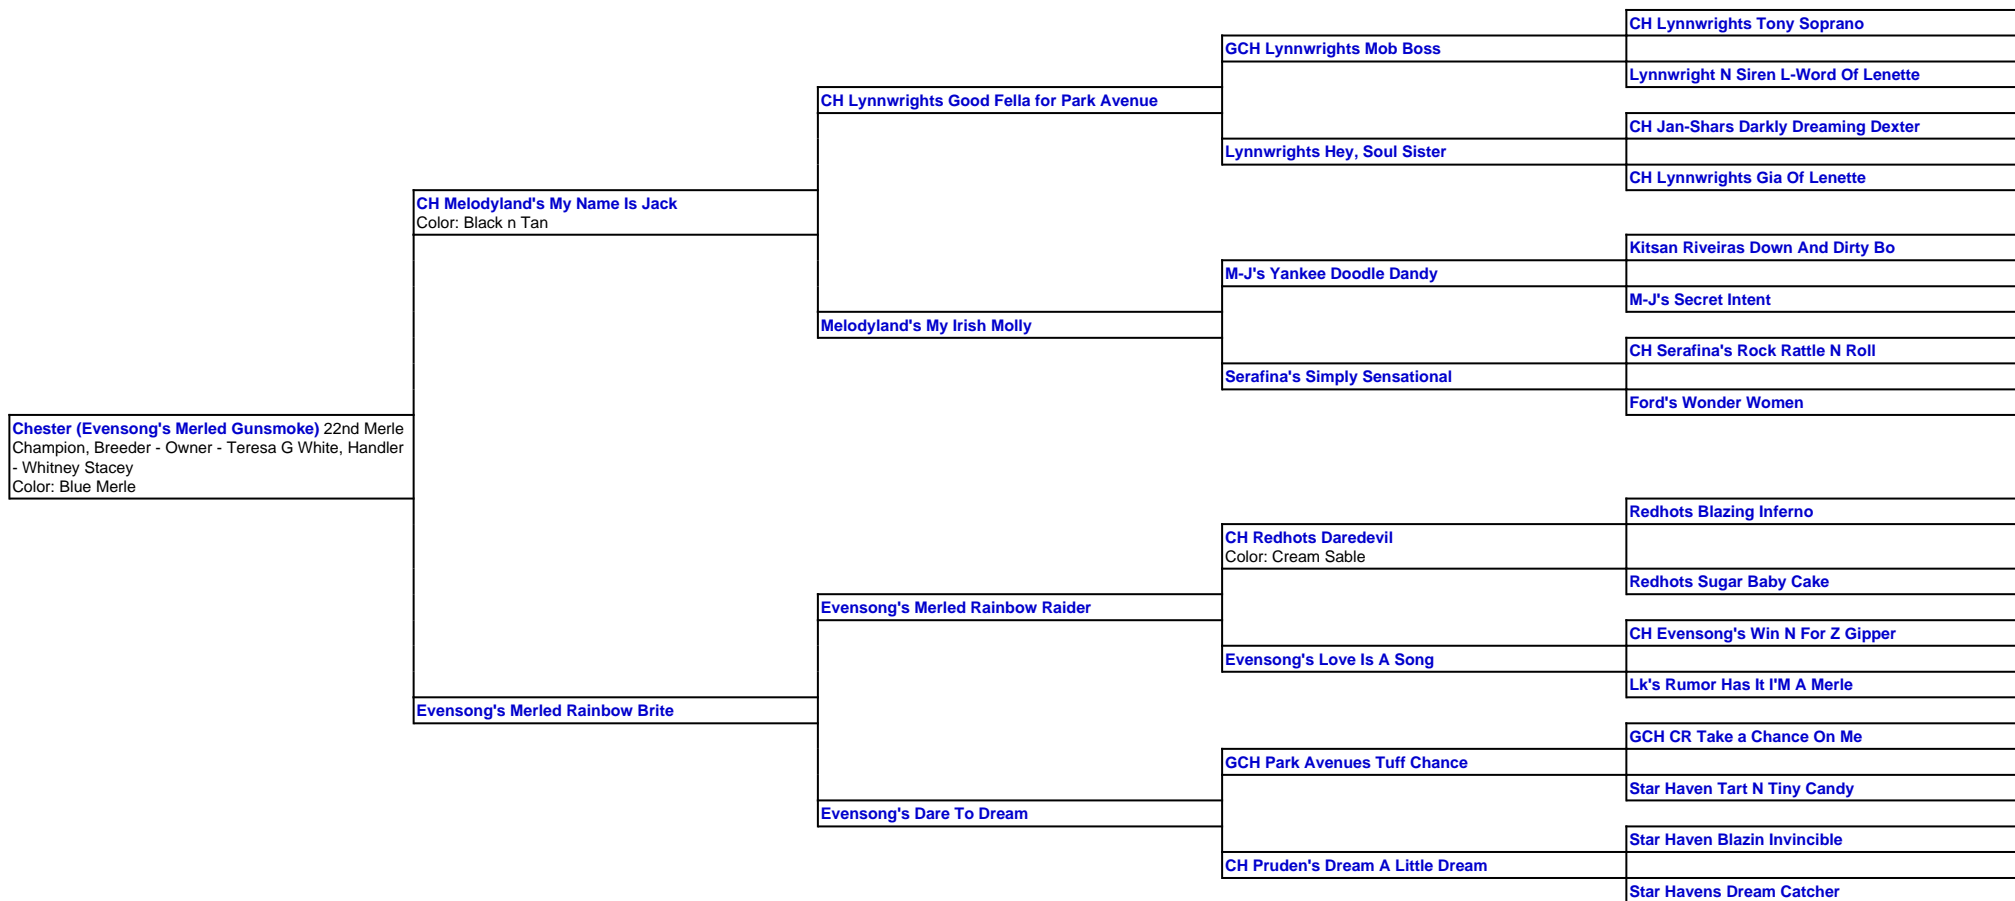 CH Lynnwrights Tony Soprano
GCH Lynnwrights Mob Boss
Lynnwright N Siren L-Word Of Lenette
CH Lynnwrights Good Fella for Park Avenue
CH Jan-Shars Darkly Dreaming Dexter
Lynnwrights Hey, Soul Sister
CH Lynnwrights Gia Of Lenette
CH Melodyland's My Name Is Jack
Color: Black n Tan
Kitsan Riveiras Down And Dirty Bo
M-J's Yankee Doodle Dandy
M-J's Secret Intent
Melodyland's My Irish Molly
CH Serafina's Rock Rattle N Roll
Serafina's Simply Sensational
Ford's Wonder Women
Chester (Evensong's Merled Gunsmoke) 22nd Merle
Champion, Breeder - Owner - Teresa G White, Handler
- Whitney Stacey
Color: Blue Merle
Redhots Blazing Inferno
CH Redhots Daredevil
Color: Cream Sable
Redhots Sugar Baby Cake
Evensong's Merled Rainbow Raider
CH Evensong's Win N For Z Gipper
Evensong's Love Is A Song
Lk's Rumor Has It I'M A Merle
Evensong's Merled Rainbow Brite
GCH CR Take a Chance On Me
GCH Park Avenues Tuff Chance
Star Haven Tart N Tiny Candy
Evensong's Dare To Dream
Star Haven Blazin Invincible
CH Pruden's Dream A Little Dream
Star Havens Dream Catcher